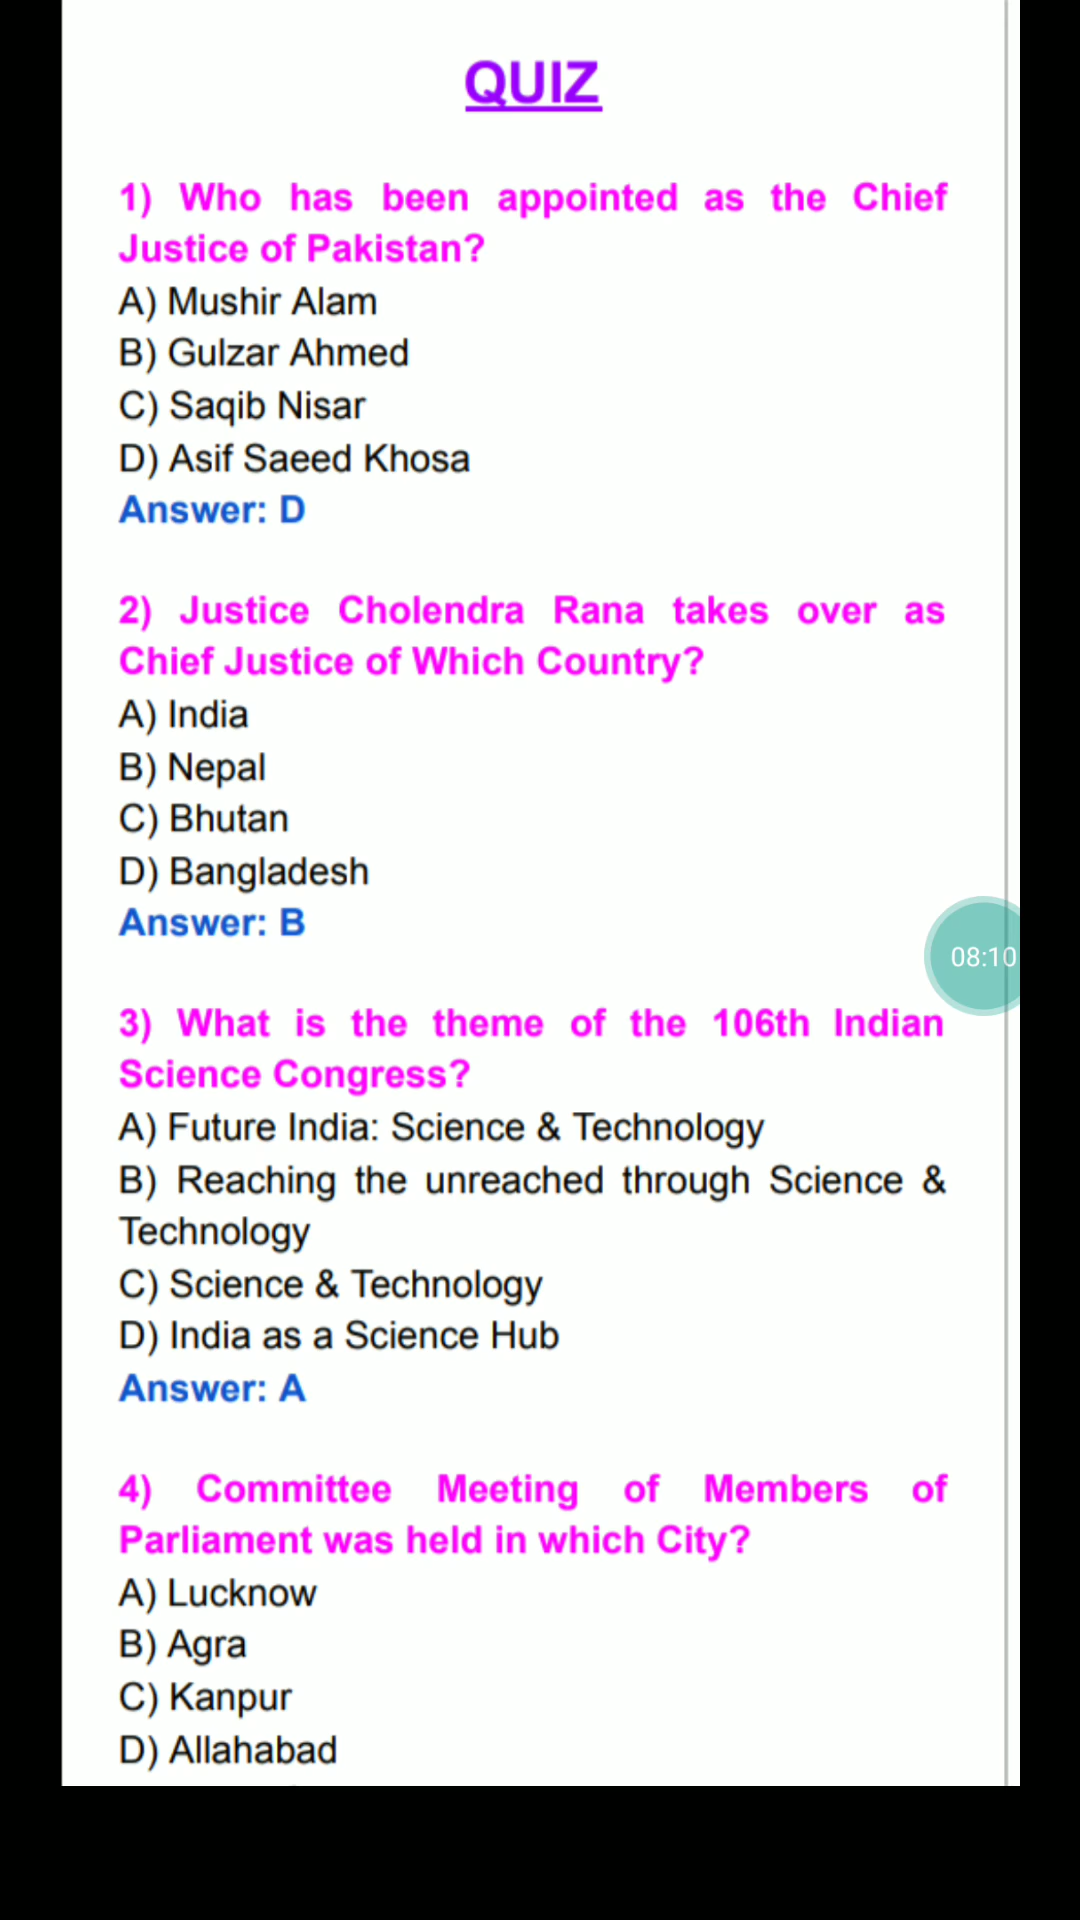 QUIZ
1) Who has been appointed as the Chief
Justice of Pakistan?
A) Mushir Alam
B) Gulzar Ahmed
C) Saqib Nisar
D) Asif Saeed Khosa
Answer: D
2) Justice Cholendra Rana takes over as
Chief Justice of Which Country?
A) India
B) Nepal
C) Bhutan
D) Bangladesh
Answer: B
08:10
3) What is the theme of the 106th Indian
Science Congress?
A) Future India: Science & Technology
B) Reaching the unreached through Science &
Technology
C) Science & Technology
D) India as a Science Hub
Answer: A
4) Committee Meeting of Members of
Parliament was held in which City?
A) Lucknow
B) Agra
C) Kanpur
D) Allahabad